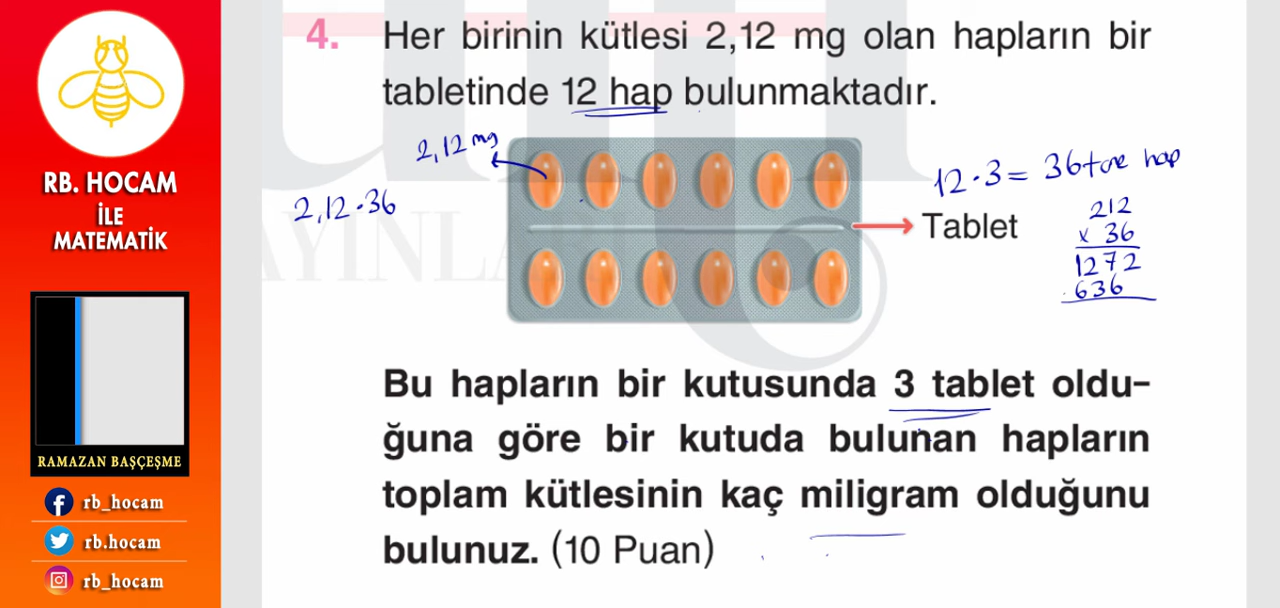 RB. HOCAM
İLE
MATEMATİK
RAMAZAN BAŞÇEŞME
rb_hocam
rb.hocam
rb_hocam
4. Her birinin kütlesi 2,12 mg olan hapların bir
tabletinde 12 hap bulunmaktadır.
2,12 mg
2,12·36
12·3= 36 tane hap
Tablet
212
x 36
1272
636
AYINLARI
Bu hapların bir kutusunda 3 tablet oldu-
ğuna göre bir kutuda bulunan hapların
toplam kütlesinin kaç miligram olduğunu
bulunuz. (10 Puan)